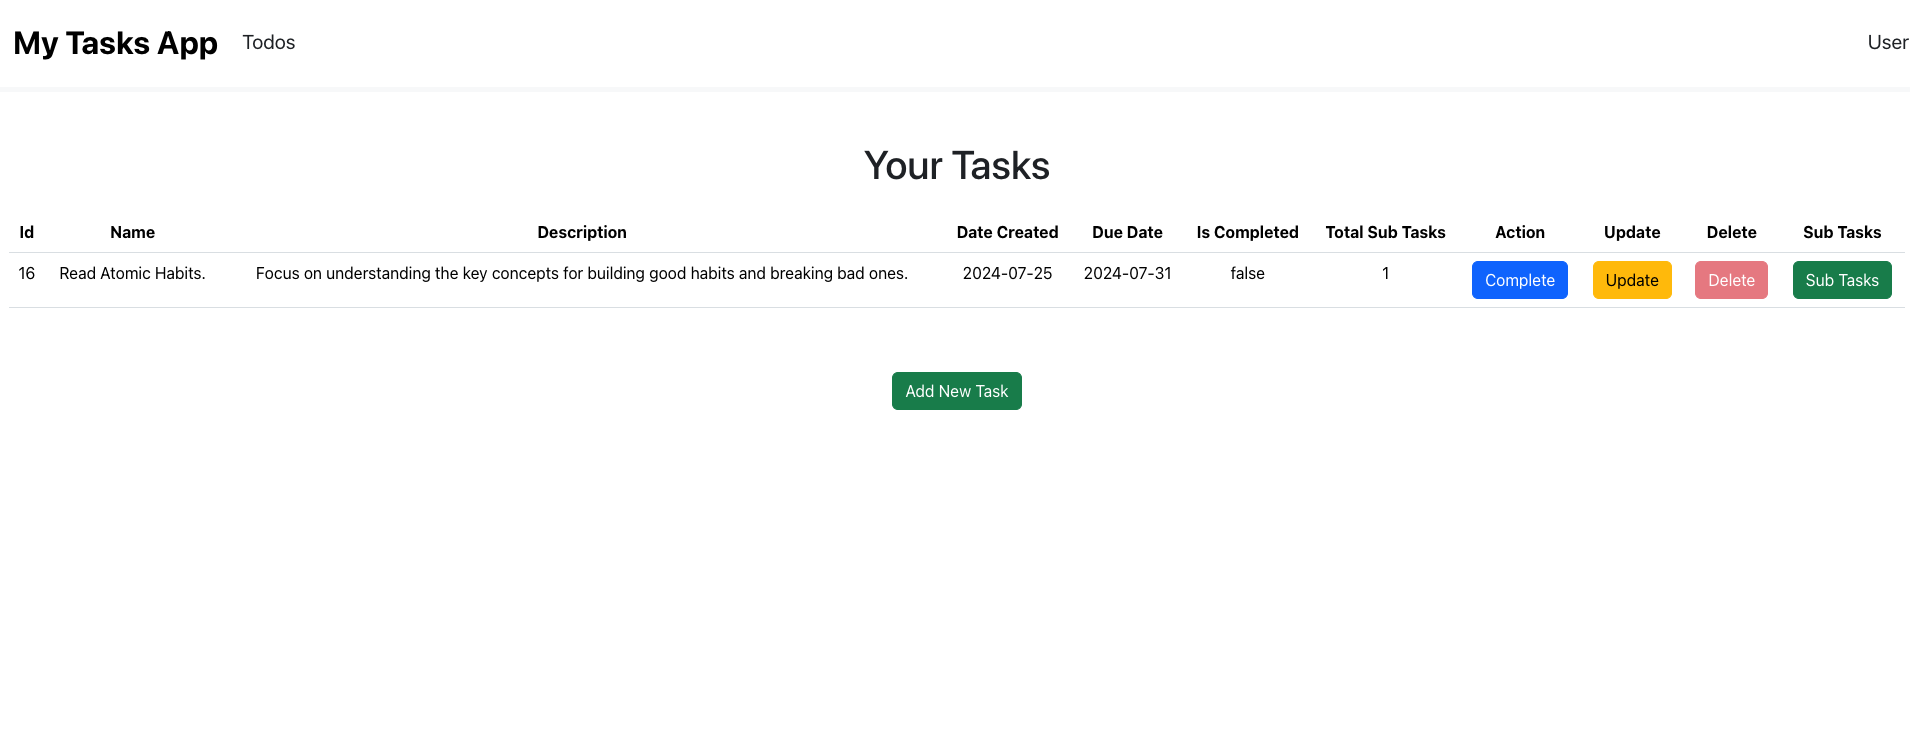 My Tasks App Todos User
Your Tasks
Id Name Description Date Created Due Date Is Completed Total Sub Tasks Action Update Delete Sub Tasks
16 Read Atomic Habits. Focus on understanding the key concepts for building good habits and breaking bad ones. 2024-07-25 2024-07-31 false 1 Complete Update Delete Sub Tasks
Add New Task